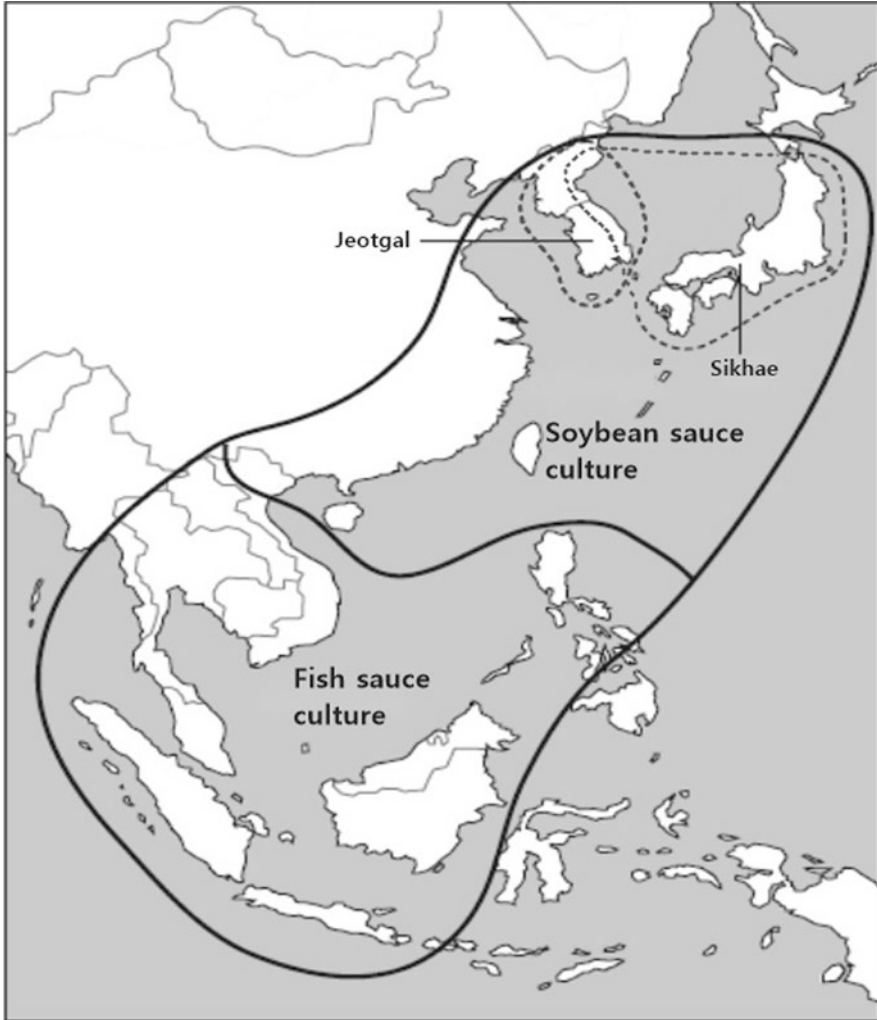 Jeotgal
Sikhae
Soybean sauce
culture
Fish sauce
culture